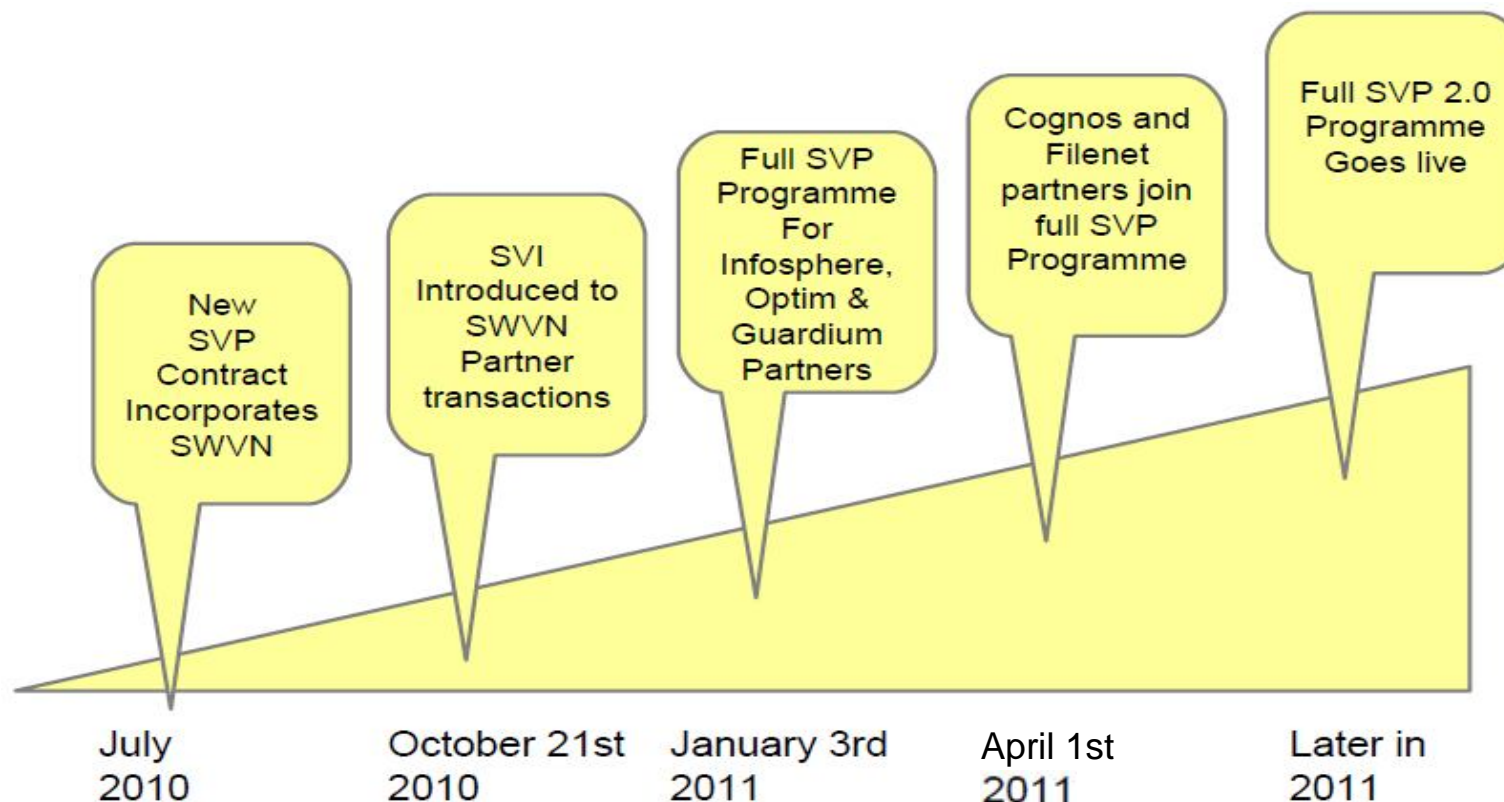 New
SVP
Contract
Incorporates
SWVN
SVI
Introduced to
SWVN
Partner
transactions
Full SVP
Programme
For
Infosphere,
Optim &
Guardium
Partners
Cognos and
Filenet
partners join
full SVP
Programme
Full SVP 2.0
Programme
Goes live
July
2010
October 21st
2010
January 3rd
2011
April 1st
2011
Later in
2011